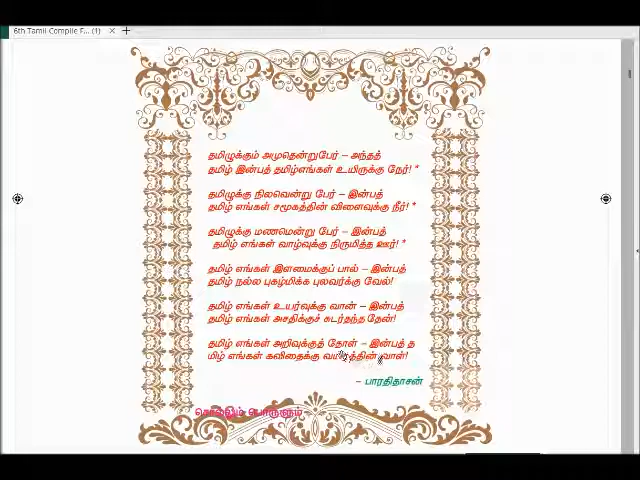 6th Tamil Compile F... (1)
தமிழுக்கும் அமுதென்றுபேர் – அந்தத்
தமிழ் இன்பத் தமிழ்எங்கள் உயிருக்கு நேர்! *
தமிழுக்கு நிலவென்று பேர் – இன்பத்
தமிழ் எங்கள் சமூகத்தின் விளைவுக்கு நீர்! *
தமிழுக்கு மணமென்று பேர் – இன்பத்
தமிழ் எங்கள் வாழ்வுக்கு நிருமித்த ஊர்! *
தமிழ் எங்கள் இளமைக்குப் பால் – இன்பத்
தமிழ் நல்ல புகழ்மிக்க புலவர்க்கு வேல்!
தமிழ் எங்கள் உயர்வுக்கு வான் – இன்பத்
தமிழ் எங்கள் அசதிக்குச் சுடர்தந்த தேன்!
தமிழ் எங்கள் அறிவுக்குத் தோள் – இன்பத் த
மிழ் எங்கள் கவிதைக்கு வயிரத்தின் வாள்!
– பாரதிதாசன்
சொல்லும் பொருளும்